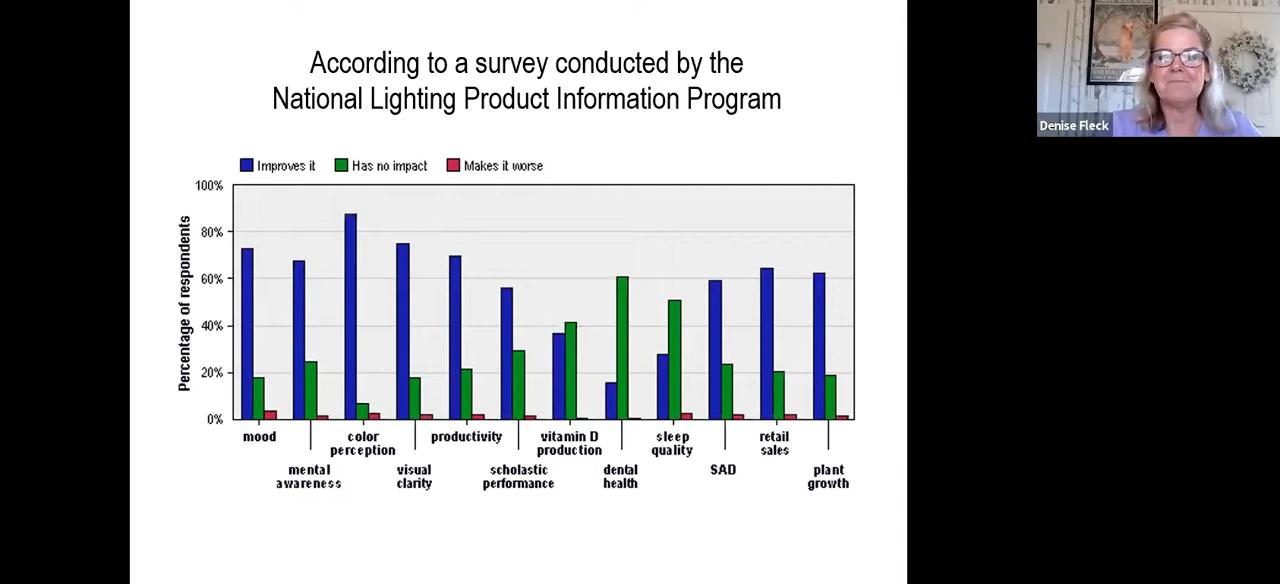 According to a survey conducted by the
National Lighting Product Information Program
Denise Fleck
Improves it
Has no impact
Makes it worse
100%
80%
60%
40%
20%
0%
Percentage of respondents
mood
mental
awareness
color
perception
visual
clarity
productivity
scholastic
performance
vitamin D
production
dental
health
sleep
quality
SAD
retail
sales
plant
growth